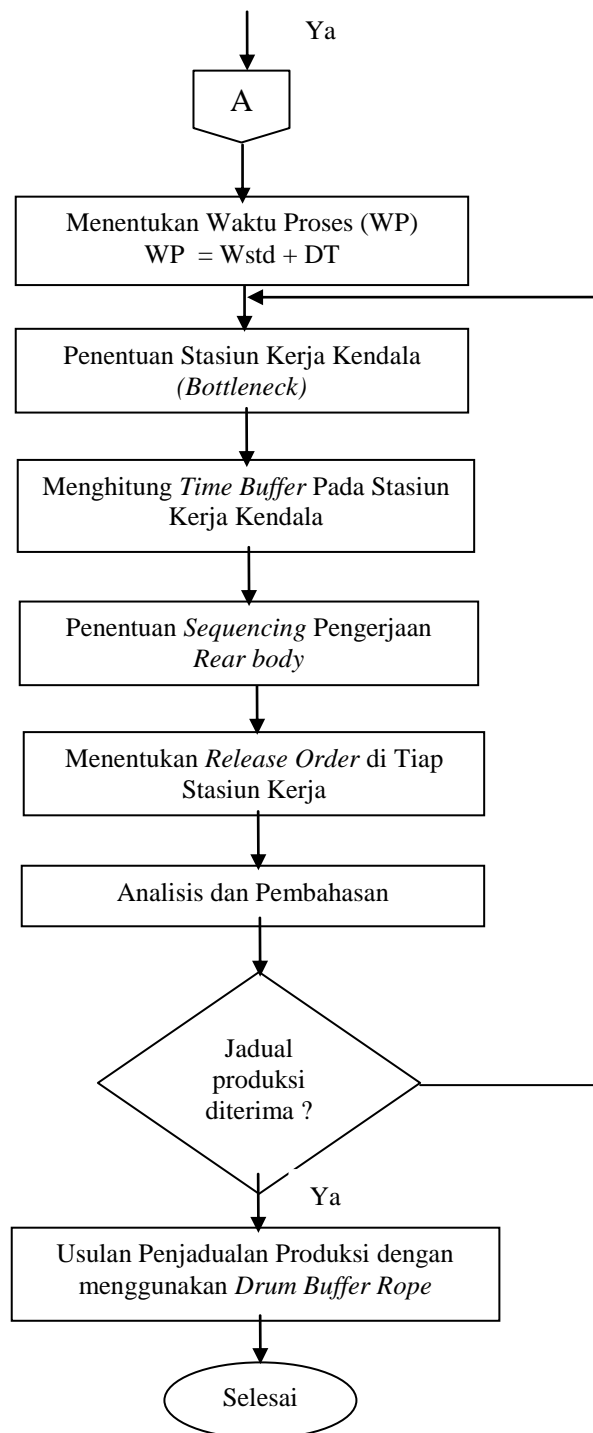 Ya
A
Menentukan Waktu Proses (WP)
WP = Wstd + DT
Penentuan Stasiun Kerja Kendala
(Bottleneck)
Menghitung Time Buffer Pada Stasiun
Kerja Kendala
Penentuan Sequencing Pengerjaan
Rear body
Menentukan Release Order di Tiap
Stasiun Kerja
Analisis dan Pembahasan
Jadual
produksi
diterima ?
Ya
Usulan Penjadualan Produksi dengan
menggunakan Drum Buffer Rope
Selesai